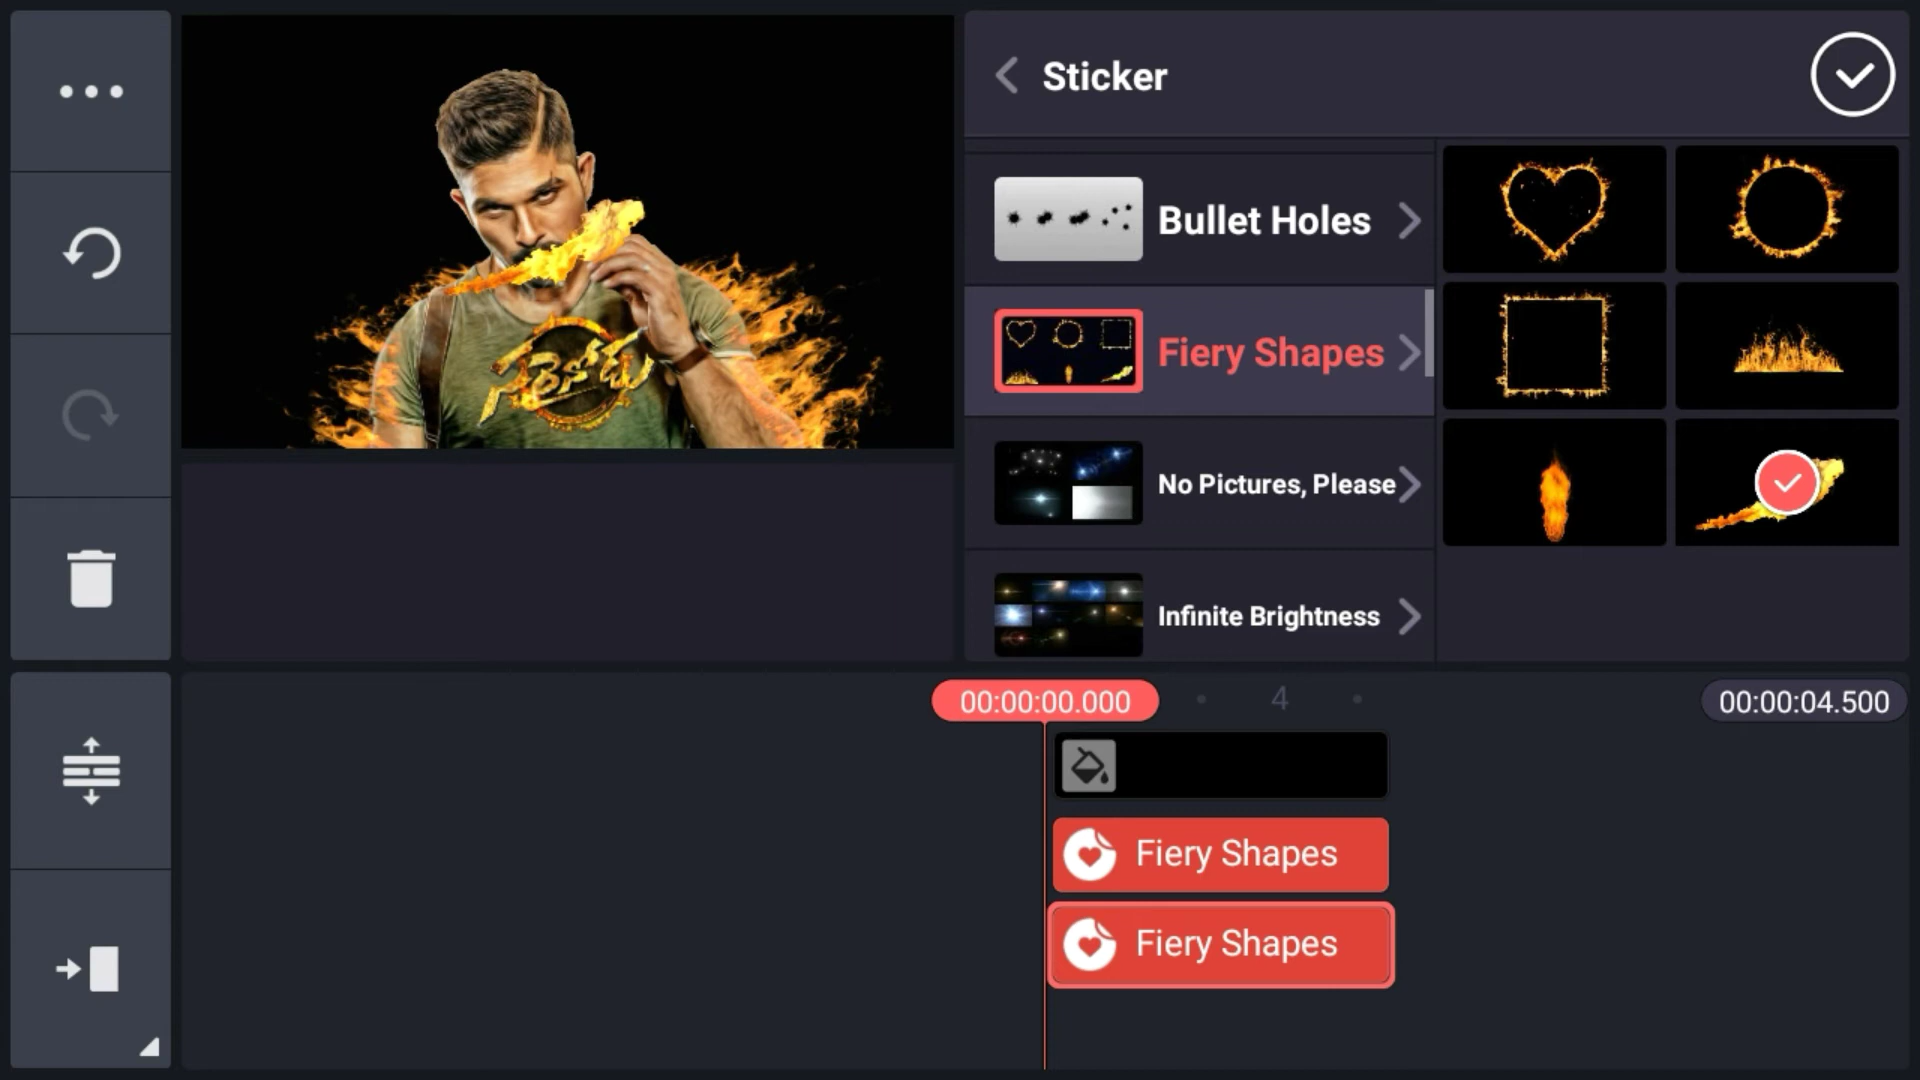 Sticker
Bullet Holes
Fiery Shapes
No Pictures, Please
Infinite Brightness
సరైనోడు
00:00:00.000
4
00:00:04.500
Fiery Shapes
Fiery Shapes